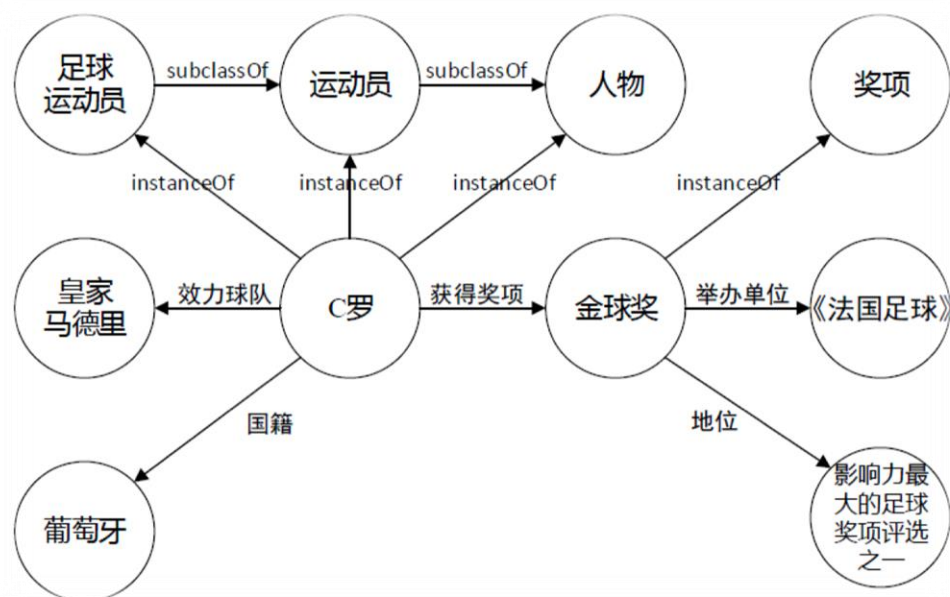 足球
运动员
subclassOf
运动员
subclassOf
人物
奖项
instanceOf
instanceOf
instanceOf
instanceOf
皇家
马德里
效力球队
C罗
获得奖项
金球奖
举办单位
《法国足球》
国籍
地位
葡萄牙
影响力最
大的足球
奖项评选
之一